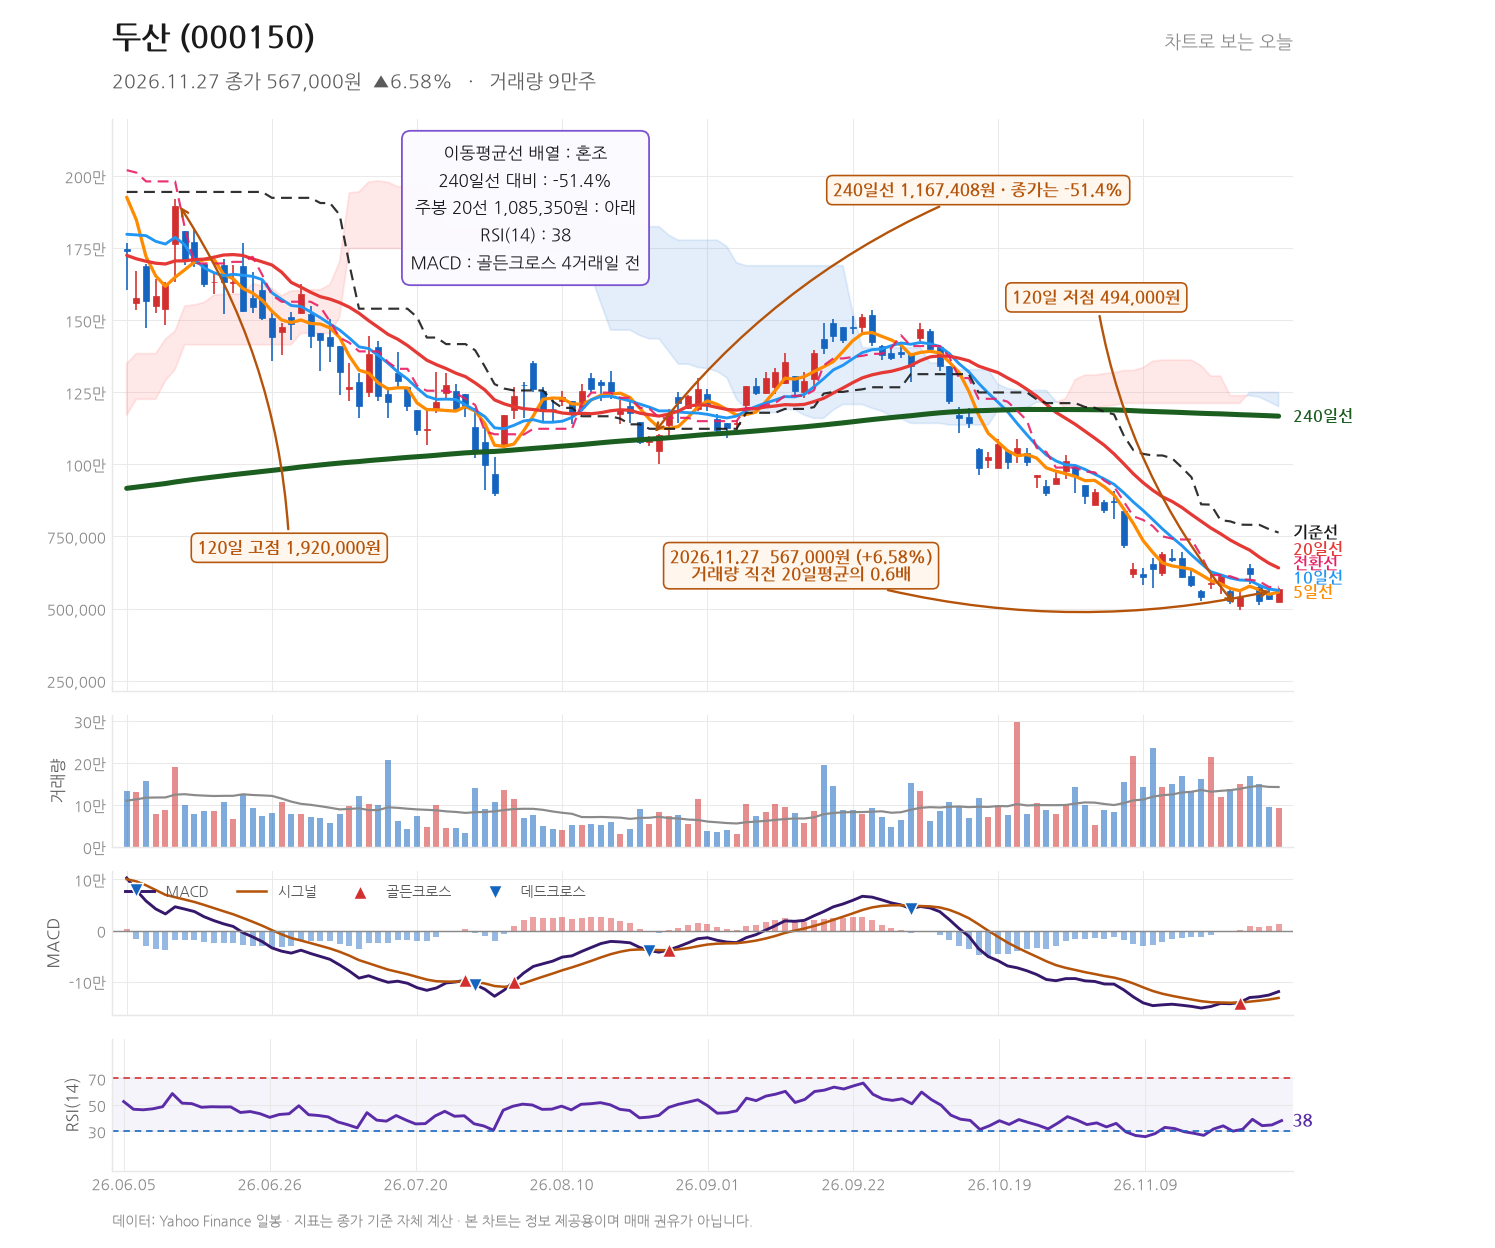 두산 (000150)
차트로 보는 오늘
2026.11.27 종가 567,000원 ▲6.58% · 거래량 9만주
이동평균선 배열 : 혼조
240일선 대비 : -51.4%
주봉 20선 1,085,350원 : 아래
RSI(14) : 38
MACD : 골든크로스 4거래일 전
240일선 1,167,408원 · 종가는 -51.4%
120일 저점 494,000원
120일 고점 1,920,000원
2026.11.27 567,000원 (+6.58%)
거래량 직전 20일평균의 0.6배
200만
175만
150만
125만
100만
750,000
500,000
250,000
240일선
기준선
20일선
전환선
10일선
5일선
거래량
30만
20만
10만
0만
MACD
10만
0
-10만
MACD
시그널
▲ 골든크로스
▼ 데드크로스
RSI(14)
70
50
30
38
26.06.05
26.06.26
26.07.20
26.08.10
26.09.01
26.09.22
26.10.19
26.11.09
데이터: Yahoo Finance 일봉 · 지표는 종가 기준 자체 계산 · 본 차트는 정보 제공용이며 매매 권유가 아닙니다.